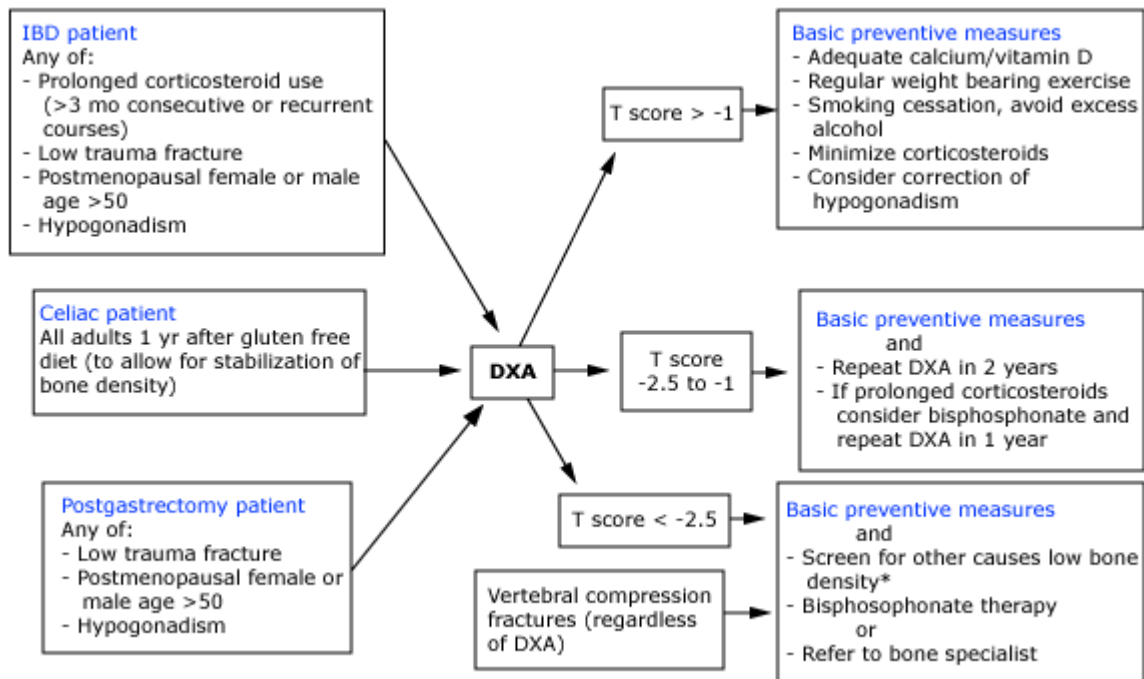 IBD patient
Any of:
- Prolonged corticosteroid use
(>3 mo consecutive or recurrent
courses)
- Low trauma fracture
- Postmenopausal female or male
age >50
- Hypogonadism
Celiac patient
All adults 1 yr after gluten free
diet (to allow for stabilization of
bone density)
Postgastrectomy patient
Any of:
- Low trauma fracture
- Postmenopausal female or
male age >50
- Hypogonadism
DXA
T score > -1
T score
-2.5 to -1
T score < -2.5
Vertebral compression
fractures (regardless
of DXA)
Basic preventive measures
- Adequate calcium/vitamin D
- Regular weight bearing exercise
- Smoking cessation, avoid excess
alcohol
- Minimize corticosteroids
- Consider correction of
hypogonadism
Basic preventive measures
and
- Repeat DXA in 2 years
- If prolonged corticosteroids
consider bisphosphonate and
repeat DXA in 1 year
Basic preventive measures
and
- Screen for other causes low bone
density*
- Bisphosophonate therapy
or
- Refer to bone specialist